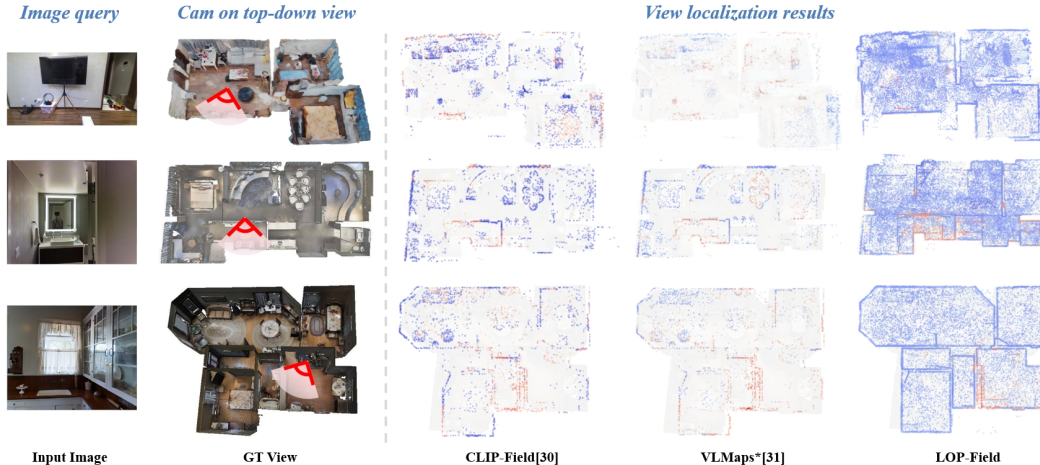 Image query
Cam on top-down view
View localization results
Input Image
GT View
CLIP-Field[30]
VLMaps*[31]
LOP-Field